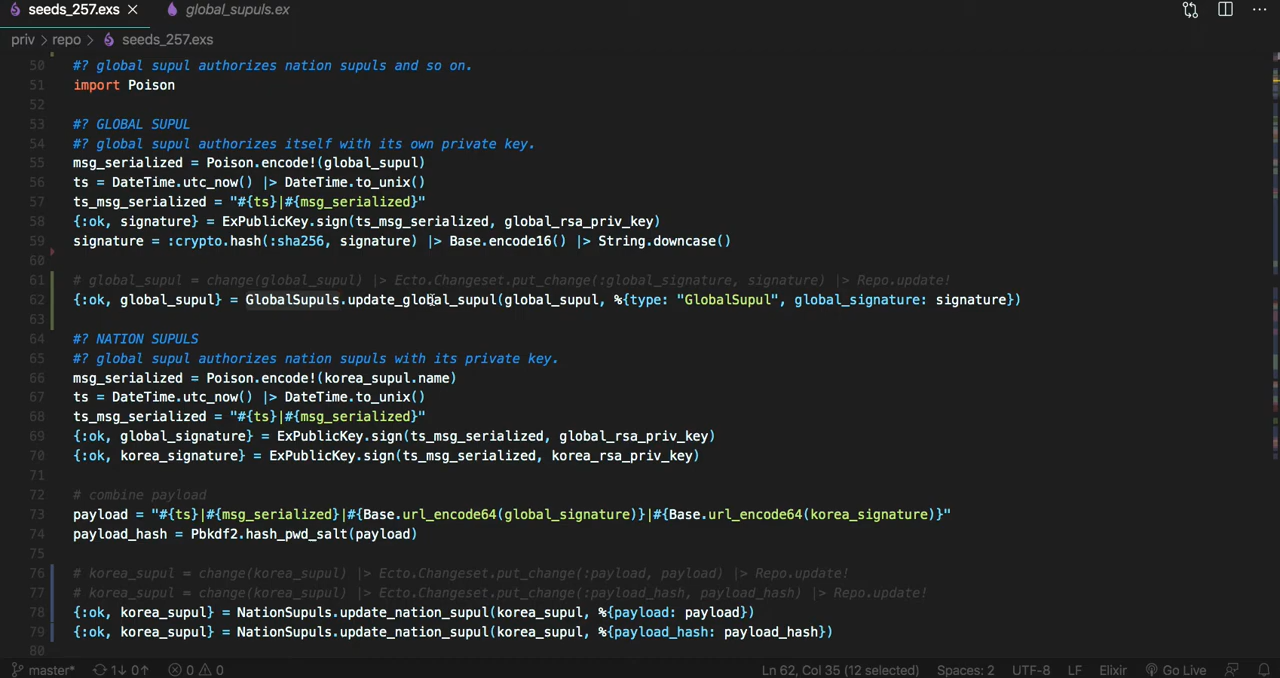 seeds_257.exs × global_supuls.ex ···
priv > repo > seeds_257.exs
50 #? global supul authorizes nation supuls and so on.
51 import Poison
52
53 #? GLOBAL SUPUL
54 #? global supul authorizes itself with its own private key.
55 msg_serialized = Poison.encode!(global_supul)
56 ts = DateTime.utc_now() |> DateTime.to_unix()
57 ts_msg_serialized = "#{ts}|#{msg_serialized}"
58 {:ok, signature} = ExPublicKey.sign(ts_msg_serialized, global_rsa_priv_key)
59 signature = :crypto.hash(:sha256, signature) |> Base.encode16() |> String.downcase()
60
61 # global_supul = change(global_supul) |> Ecto.Changeset.put_change(:global_signature, signature) |> Repo.update!
62 {:ok, global_supul} = GlobalSupuls.update_global_supul(global_supul, %{type: "GlobalSupul", global_signature: signature})
63
64 #? NATION SUPULS
65 #? global supul authorizes nation supuls with its private key.
66 msg_serialized = Poison.encode!(korea_supul.name)
67 ts = DateTime.utc_now() |> DateTime.to_unix()
68 ts_msg_serialized = "#{ts}|#{msg_serialized}"
69 {:ok, global_signature} = ExPublicKey.sign(ts_msg_serialized, global_rsa_priv_key)
70 {:ok, korea_signature} = ExPublicKey.sign(ts_msg_serialized, korea_rsa_priv_key)
71
72 # combine payload
73 payload = "#{ts}|#{msg_serialized}|#{Base.url_encode64(global_signature)}|#{Base.url_encode64(korea_signature)}"
74 payload_hash = Pbkdf2.hash_pwd_salt(payload)
75
76 # korea_supul = change(korea_supul) |> Ecto.Changeset.put_change(:payload, payload) |> Repo.update!
77 # korea_supul = change(korea_supul) |> Ecto.Changeset.put_change(:payload_hash, payload_hash) |> Repo.update!
78 {:ok, korea_supul} = NationSupuls.update_nation_supul(korea_supul, %{payload: payload})
79 {:ok, korea_supul} = NationSupuls.update_nation_supul(korea_supul, %{payload_hash: payload_hash})
80
master* 1↓ 0↑ 0 0 Ln 62, Col 35 (12 selected) Spaces: 2 UTF-8 LF Elixir Go Live